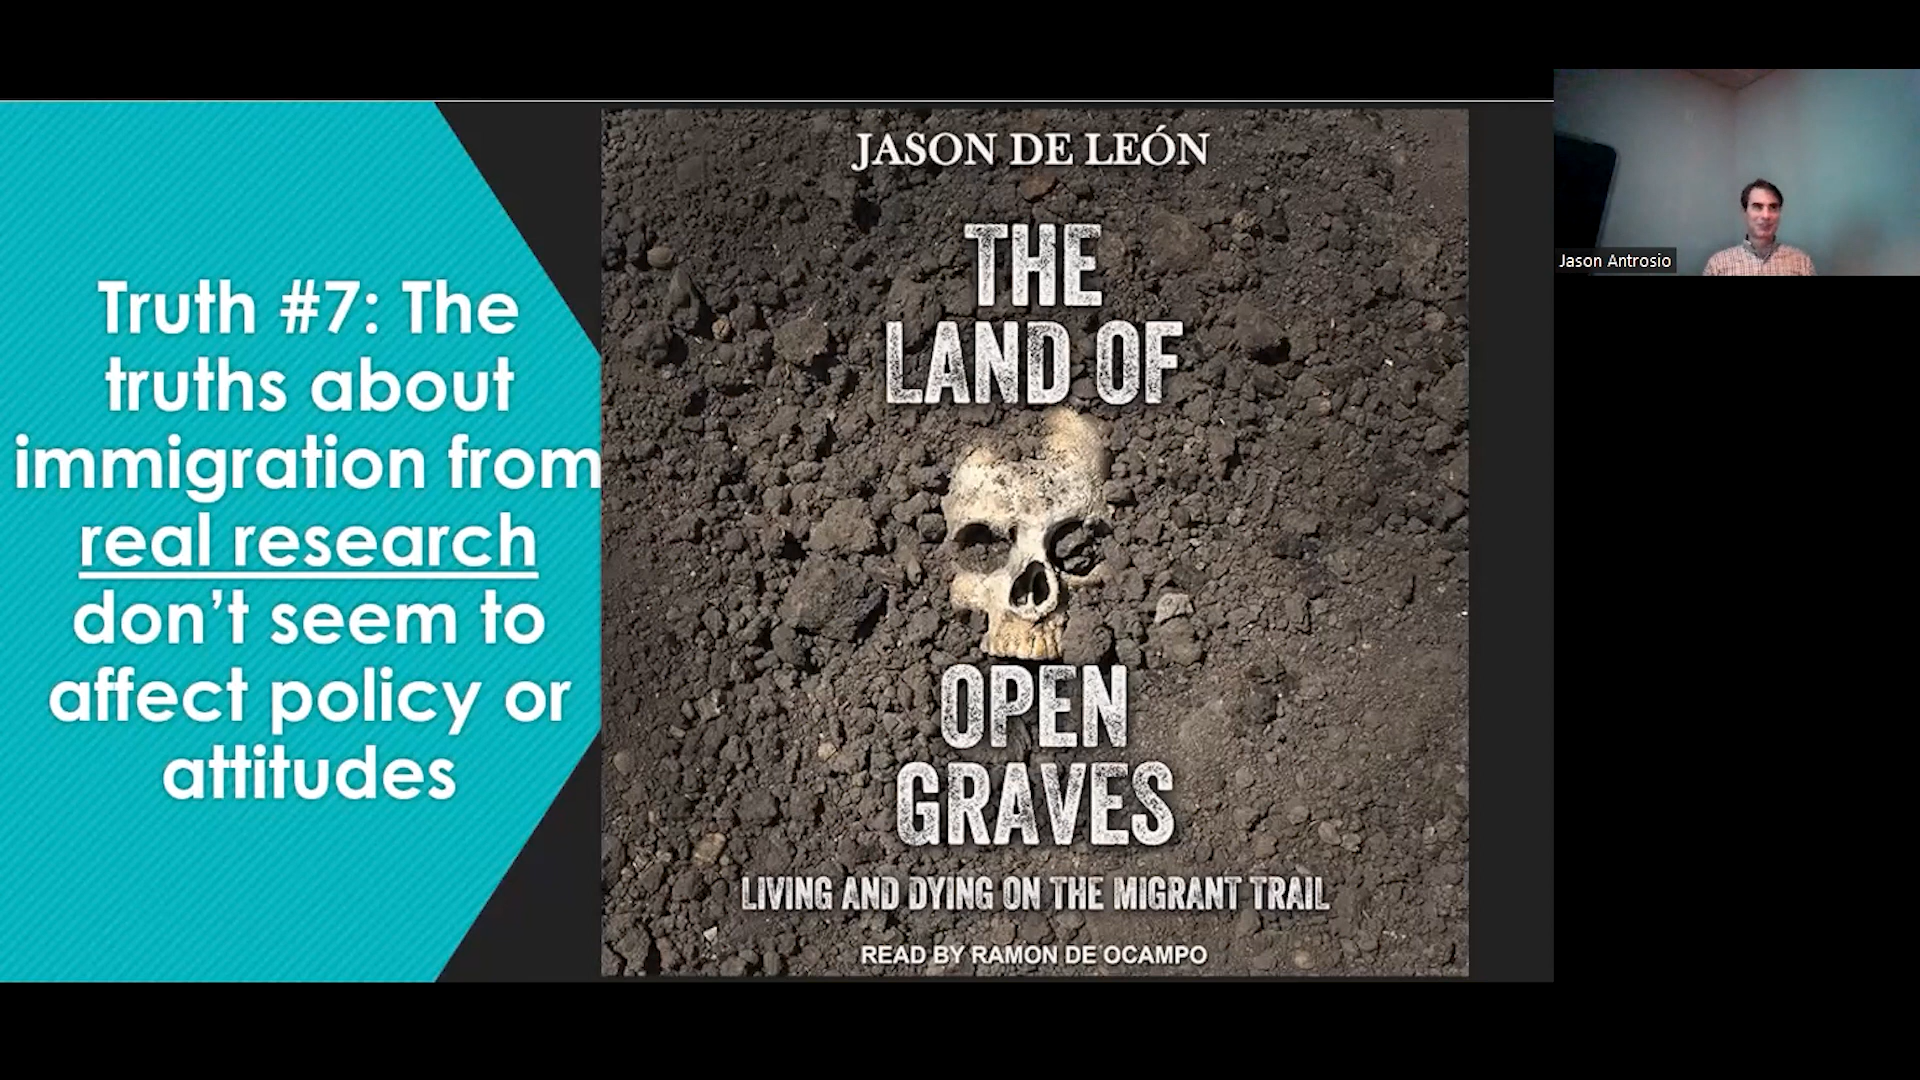 Truth #7: The
truths about
immigration from
real research
don’t seem to
affect policy or
attitudes
JASON DE LEÓN
THE
LAND OF
OPEN
GRAVES
LIVING AND DYING ON THE MIGRANT TRAIL
READ BY RAMON DE OCAMPO
Jason Antrosio